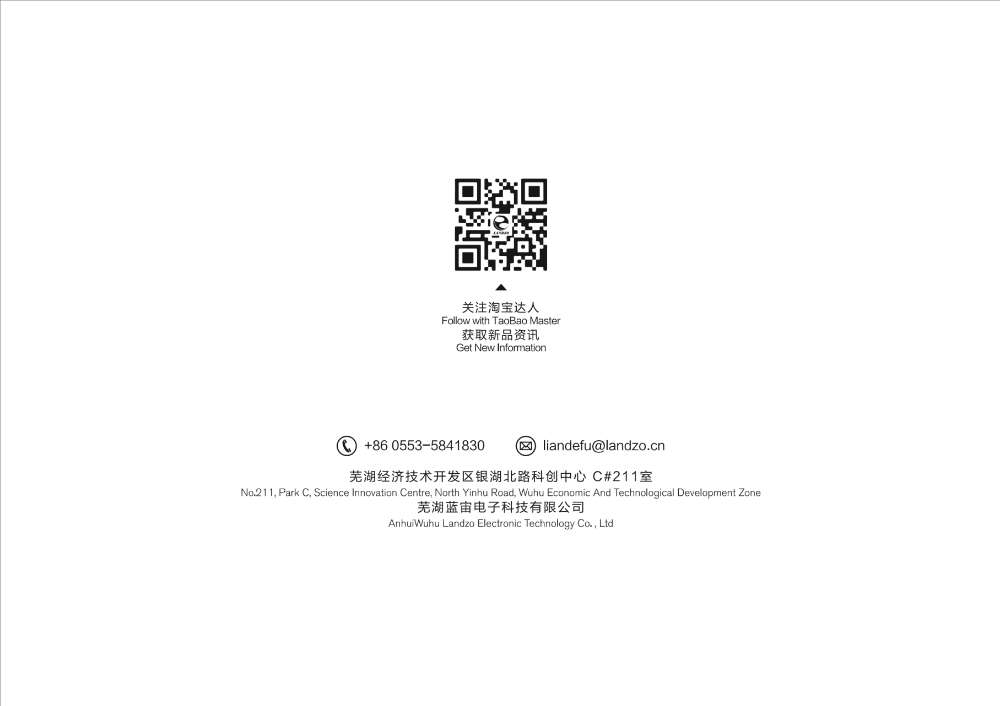 LANDZO
关注淘宝达人
Follow with TaoBao Master
获取新品资讯
Get New Information
+86 0553-5841830
liandefu@landzo.cn
芜湖经济技术开发区银湖北路科创中心 C#211室
No.211, Park C, Science Innovation Centre, North Yinhu Road, Wuhu Economic And Technological Development Zone
芜湖蓝宙电子科技有限公司
AnhuiWuhu Landzo Electronic Technology Co. , Ltd